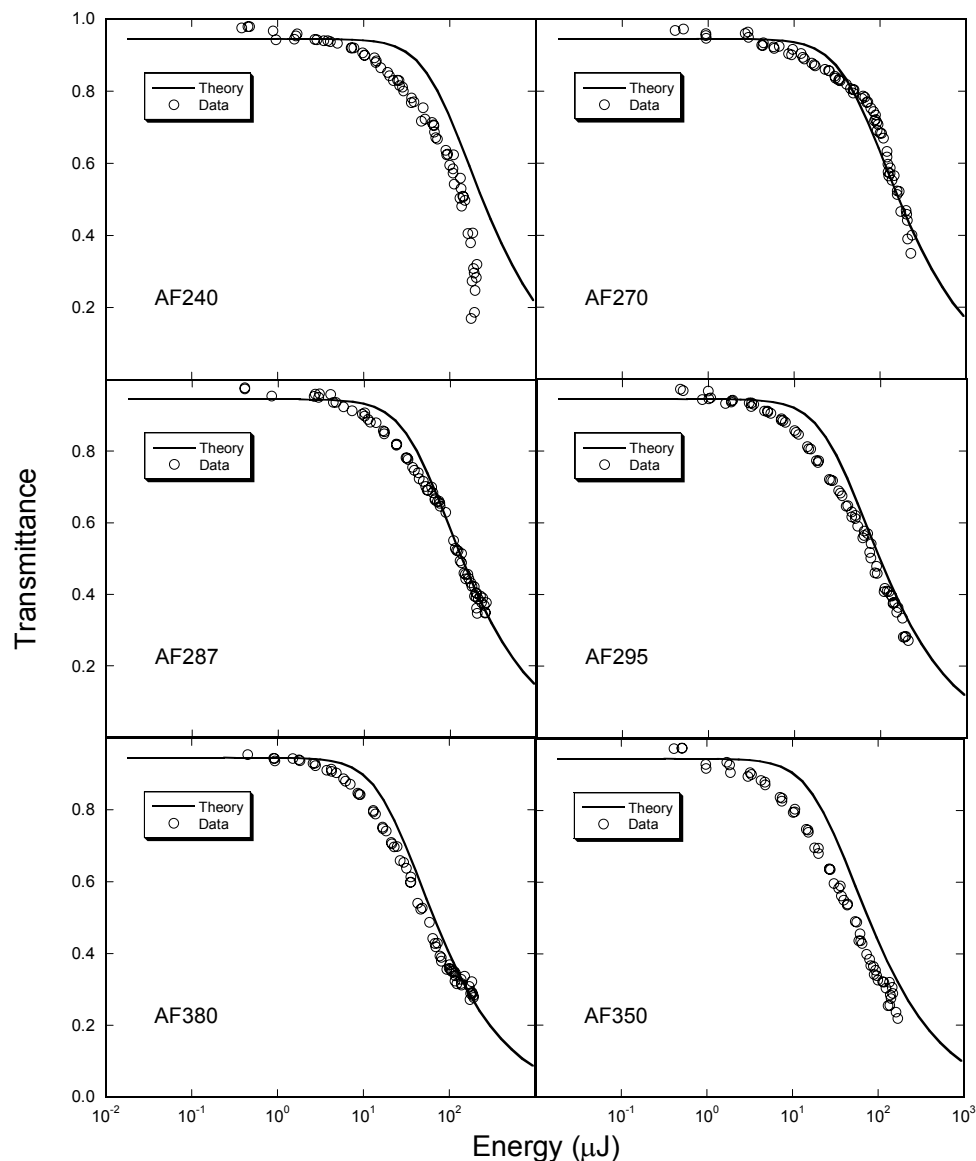 1.0
0.8
0.6
0.4
0.2
Theory
Data
AF240
Theory
Data
AF270
0.8
0.6
0.4
0.2
Theory
Data
AF287
Theory
Data
AF295
Transmittance
0.8
0.6
0.4
0.2
0.0
Theory
Data
AF380
Theory
Data
AF350
10⁻² 10⁻¹ 10⁰ 10¹ 10² 10⁻¹ 10⁰ 10¹ 10² 10³
Energy (μJ)